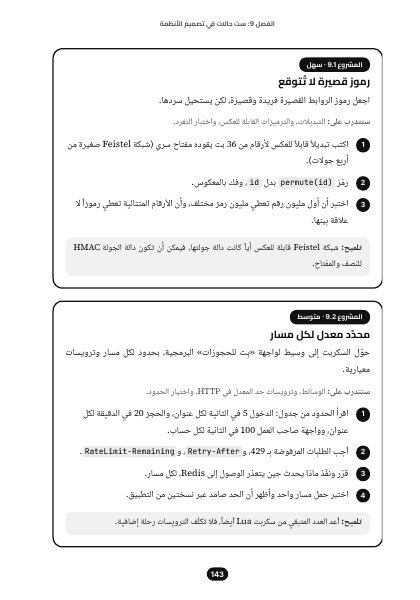 الفصل 9: ست حالات في تصميم الأنظمة
المشروع 9.1 · سهل
رموز قصيرة لا تُتوقع
اجعل رموز الروابط القصيرة فريدة وقصيرة، لكن يستحيل سردها.
ستتدرب على: التبديلات، والترميزات القابلة للعكس، واختبار التفرد.
1 اكتب تبديلاً قابلاً للعكس لأرقام من 36 بت يقوده مفتاح سري (شبكة Feistel صغيرة من
أربع جولات).
2 رمّز permute(id) بدل id، وفك بالمعكوس.
3 اختبر أن أول مليون رقم تعطي مليون رمز مختلف، وأن الأرقام المتتالية تعطي رموزاً لا
علاقة بينها.
تلميح: شبكة Feistel قابلة للعكس أياً كانت دالة جولتها، فيمكن أن تكون دالة الجولة HMAC
للنصف والمفتاح.
المشروع 9.2 · متوسط
محدّد معدل لكل مسار
حوّل السكربت إلى وسيط لواجهة «بِت للحجوزات» البرمجية، بحدود لكل مسار وترويسات
معيارية.
ستتدرب على: الوسائط، وترويسات حد المعدل في HTTP، واختبار الحدود.
1 اقرأ الحدود من جدول: الدخول 5 في الثانية لكل عنوان، والحجز 20 في الدقيقة لكل
عنوان، وواجهة صاحب العمل 100 في الثانية لكل حساب.
2 أجب الطلبات المرفوضة بـ 429، و Retry-After، و RateLimit-Remaining.
3 قرّر ونفّذ ماذا يحدث حين يتعذر الوصول إلى Redis، لكل مسار.
4 اختبر حمل مسار واحد وأظهر أن الحد صامد عبر نسختين من التطبيق.
تلميح: أعد العدد المتبقي من سكربت Lua أيضاً، فلا تكلّف الترويسات رحلة إضافية.
143